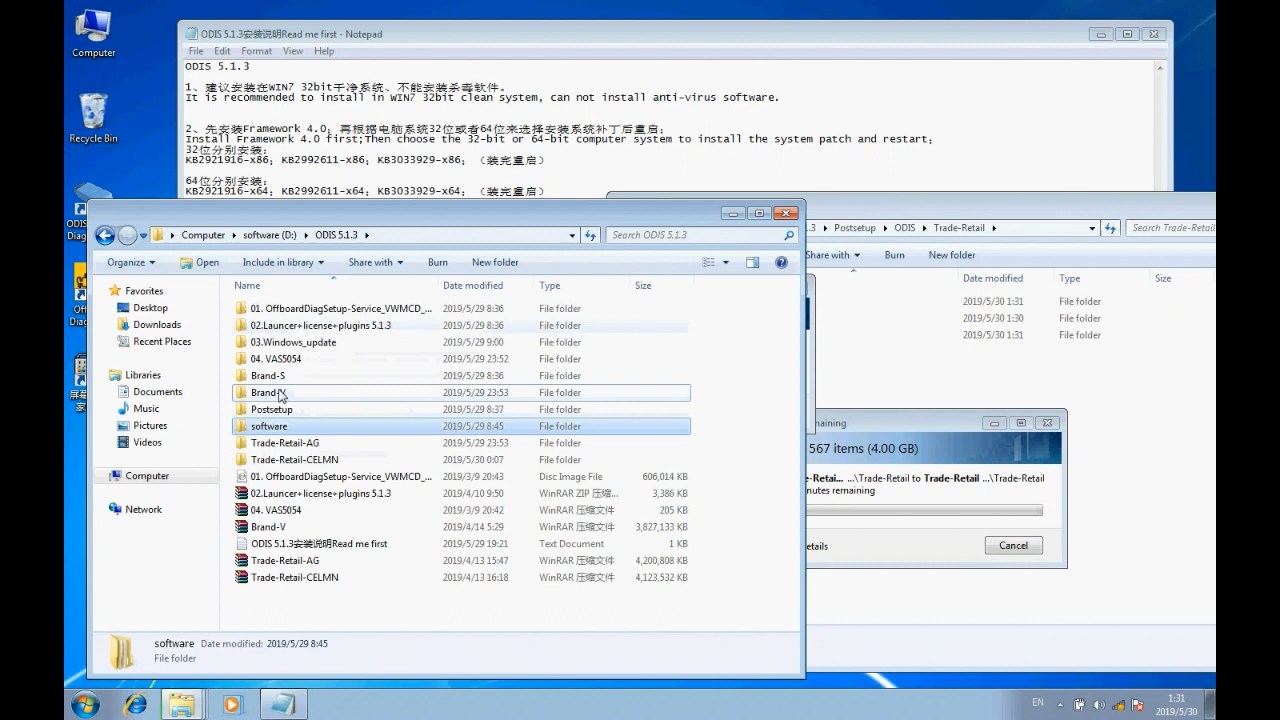 Computer
Recycle Bin
ODIS
Diag
Diag
ODIS 5.1.3安装说明Read me first - Notepad
File Edit Format View Help
ODIS 5.1.3
1、建议安装在WIN7 32bit干净系统、不能安装杀毒软件。
It is recommended to install in WIN7 32bit clean system, can not install anti-virus software.
2、先安装Framework 4.0；再根据电脑系统32位或者64位来选择安装系统补丁后重启；
Install Framework 4.0 first;Then choose the 32-bit or 64-bit computer system to install the system patch and restart;
32位分别安装：
KB2921916-x86；KB2992611-x86；KB3033929-x86；（装完重启）
64位分别安装：
KB2921916-x64；KB2992611-x64；KB3033929-x64；（装完重启）
Computer software (D:) ODIS 5.1.3
Search ODIS 5.1.3
Organize Open Include in library Share with Burn New folder
Name Date modified Type Size
Favorites
Desktop
Downloads
Recent Places
Libraries
Documents
Music
Pictures
Videos
Computer
Network
01. OffboardDiagSetup-Service_VWMCD_... 2019/5/29 8:36 File folder
02.Launcer+license+plugins 5.1.3 2019/5/29 8:36 File folder
03.Windows_update 2019/5/29 9:00 File folder
04. VAS5054 2019/5/29 23:52 File folder
Brand-S 2019/5/29 8:36 File folder
Brand-V 2019/5/29 23:53 File folder
Postsetup 2019/5/29 8:37 File folder
software 2019/5/29 8:45 File folder
Trade-Retail-AG 2019/5/29 23:53 File folder
Trade-Retail-CELMN 2019/5/30 0:07 File folder
01. OffboardDiagSetup-Service_VWMCD_... 2019/3/9 20:43 Disc Image File 606,014 KB
02.Launcer+license+plugins 5.1.3 2019/4/10 9:50 WinRAR ZIP 压缩... 3,386 KB
04. VAS5054 2019/3/9 20:42 WinRAR 压缩文件 205 KB
Brand-V 2019/4/14 5:29 WinRAR 压缩文件 3,827,133 KB
ODIS 5.1.3安装说明Read me first 2019/5/29 19:21 Text Document 1 KB
Trade-Retail-AG 2019/4/13 15:47 WinRAR 压缩文件 4,200,808 KB
Trade-Retail-CELMN 2019/4/13 16:18 WinRAR 压缩文件 4,123,532 KB
software Date modified: 2019/5/29 8:45
File folder
.3 Postsetup ODIS Trade-Retail
Search Trade-Retail
Share with Burn New folder
Date modified Type Size
2019/5/30 1:31 File folder
2019/5/30 1:30 File folder
2019/5/30 1:31 File folder
naining
567 items (4.00 GB)
-Retai... ...\Trade-Retail to Trade-Retail ...\Trade-Retail
nutes remaining
etails
Cancel
EN
1:31
2019/5/30